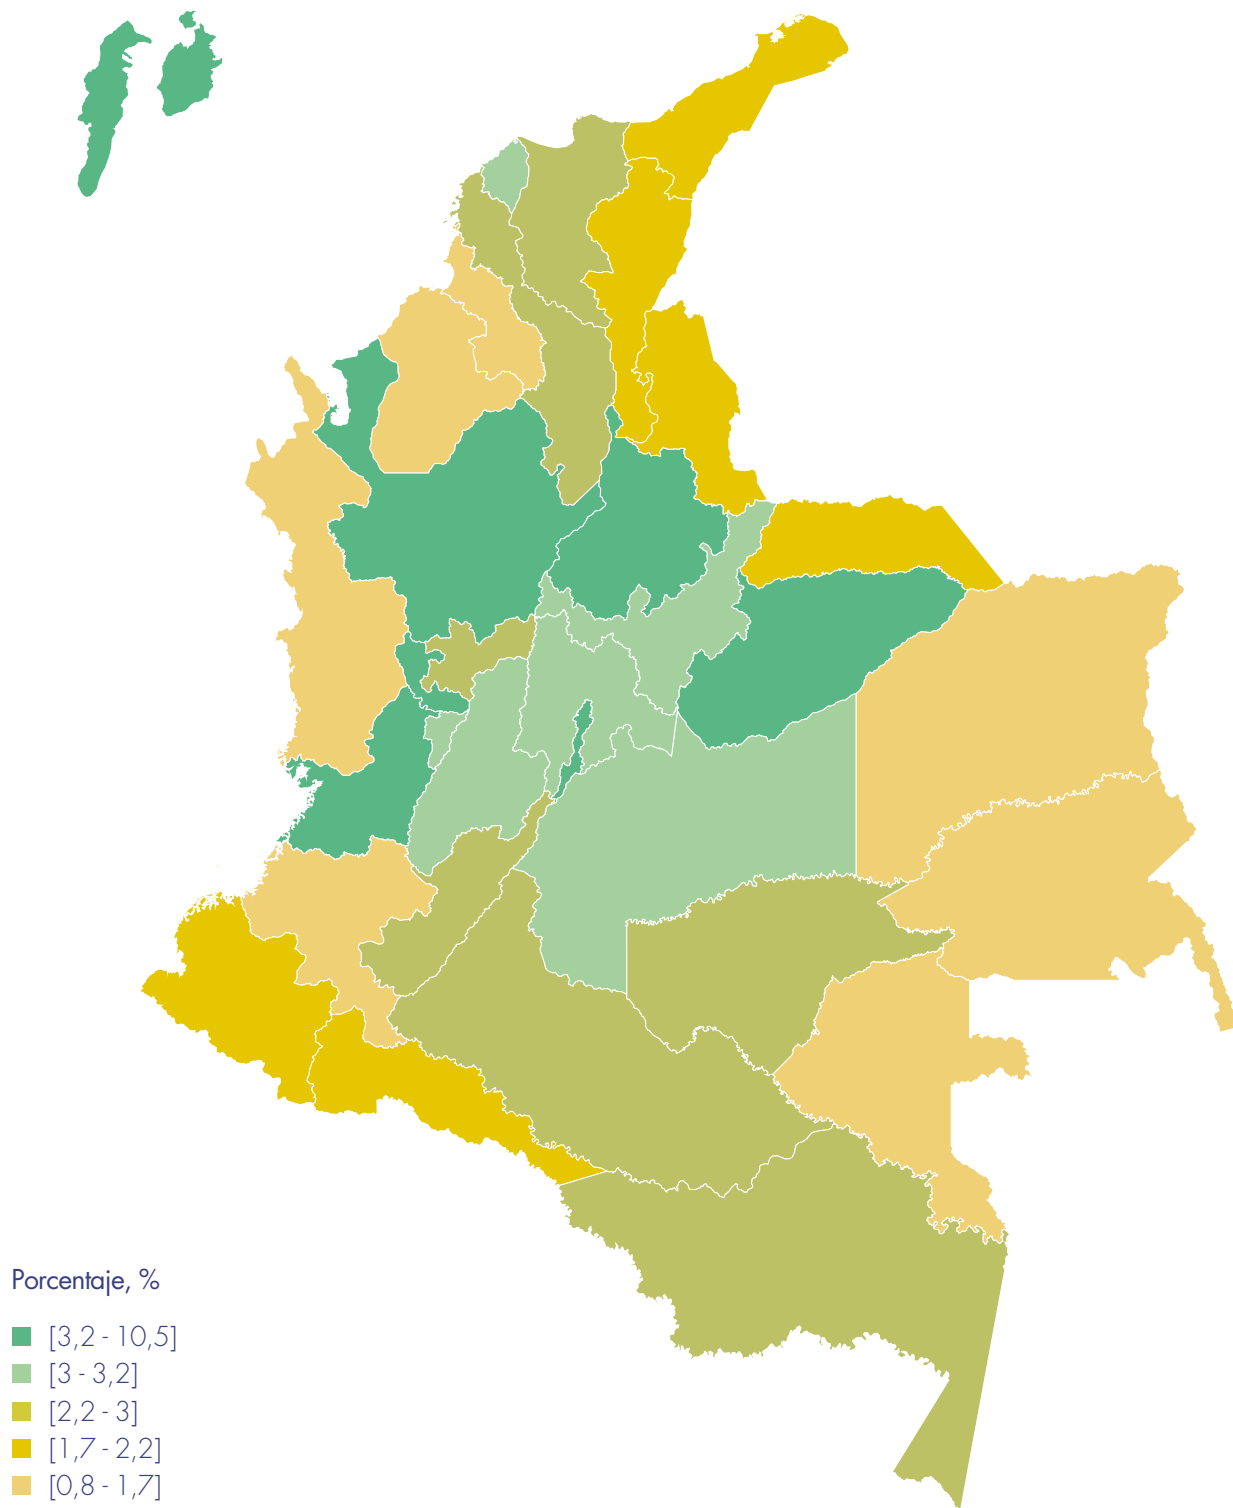 Porcentaje, %
[3,2 - 10,5]
[3 - 3,2]
[2,2 - 3]
[1,7 - 2,2]
[0,8 - 1,7]